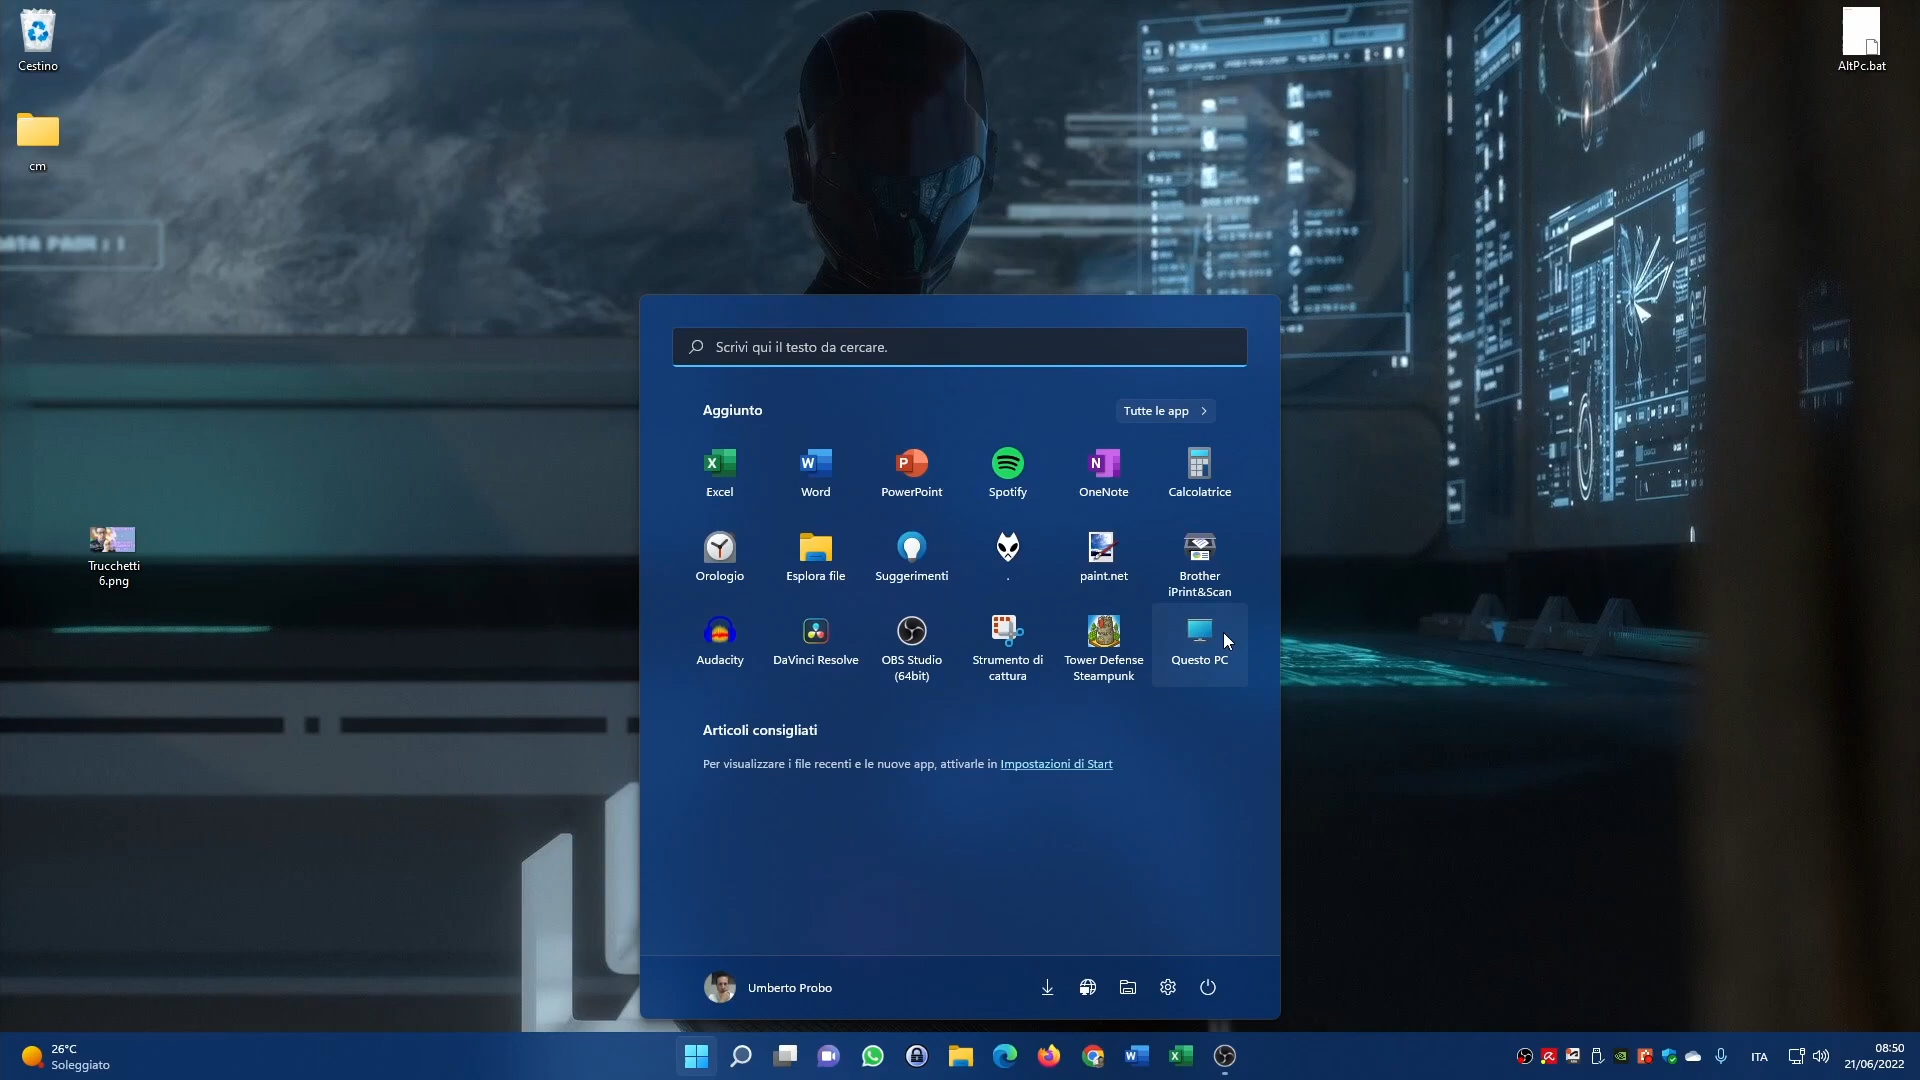 Cestino
AltPc.bat
cm
Scrivi qui il testo da cercare.
Aggiunto
Tutte le app
Excel
Word
PowerPoint
Spotify
OneNote
Calcolatrice
Orologio
Esplora file
Suggerimenti
.
paint.net
Brother
iPrint&Scan
Trucchetti
6.png
Audacity
DaVinci Resolve
OBS Studio
(64bit)
Strumento di
cattura
Tower Defense
Steampunk
Questo PC
Articoli consigliati
Per visualizzare i file recenti e le nuove app, attivarle in Impostazioni di Start
Umberto Probo
26°C
Soleggiato
ITA
08:50
21/06/2022